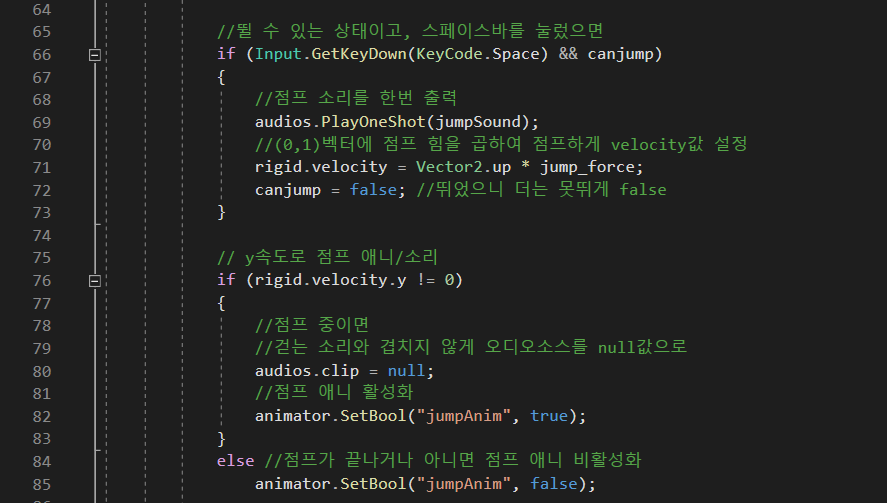 64
65 //뛸 수 있는 상태이고, 스페이스바를 눌렀으면
66 if (Input.GetKeyDown(KeyCode.Space) && canjump)
67 {
68 //점프 소리를 한번 출력
69 audios.PlayOneShot(jumpSound);
70 //(0,1)벡터에 점프 힘을 곱하여 점프하게 velocity값 설정
71 rigid.velocity = Vector2.up * jump_force;
72 canjump = false; //뛰었으니 더는 못뛰게 false
73 }
74
75 // y속도로 점프 애니/소리
76 if (rigid.velocity.y != 0)
77 {
78 //점프 중이면
79 //걷는 소리와 겹치지 않게 오디오소스를 null값으로
80 audios.clip = null;
81 //점프 애니 활성화
82 animator.SetBool("jumpAnim", true);
83 }
84 else //점프가 끝나거나 아니면 점프 애니 비활성화
85 animator.SetBool("jumpAnim", false);